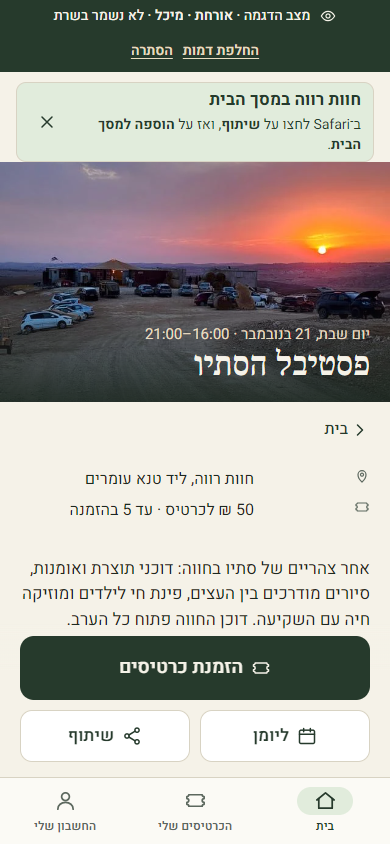 מצב הדגמה · אורחת · מיכל · לא נשמר בשרת
החלפת דמות הסתרה
חוות רווה במסך הבית
ב־Safari לחצו על שיתוף, ואז על הוספה למסך
הבית.
יום שבת, 21 בנובמבר · 16:00–21:00
פסטיבל הסתיו
בית
חוות רווה, ליד טנא עומרים
50 ₪ לכרטיס · עד 5 בהזמנה
אחר צהריים של סתיו בחווה: דוכני תוצרת ואומנות,
סיורים מודרכים בין העצים, פינת חי לילדים ומוזיקה
חיה עם השקיעה. דוכן החווה פתוח כל הערב.
הזמנת כרטיסים
ליומן
שיתוף
בית
הכרטיסים שלי
החשבון שלי